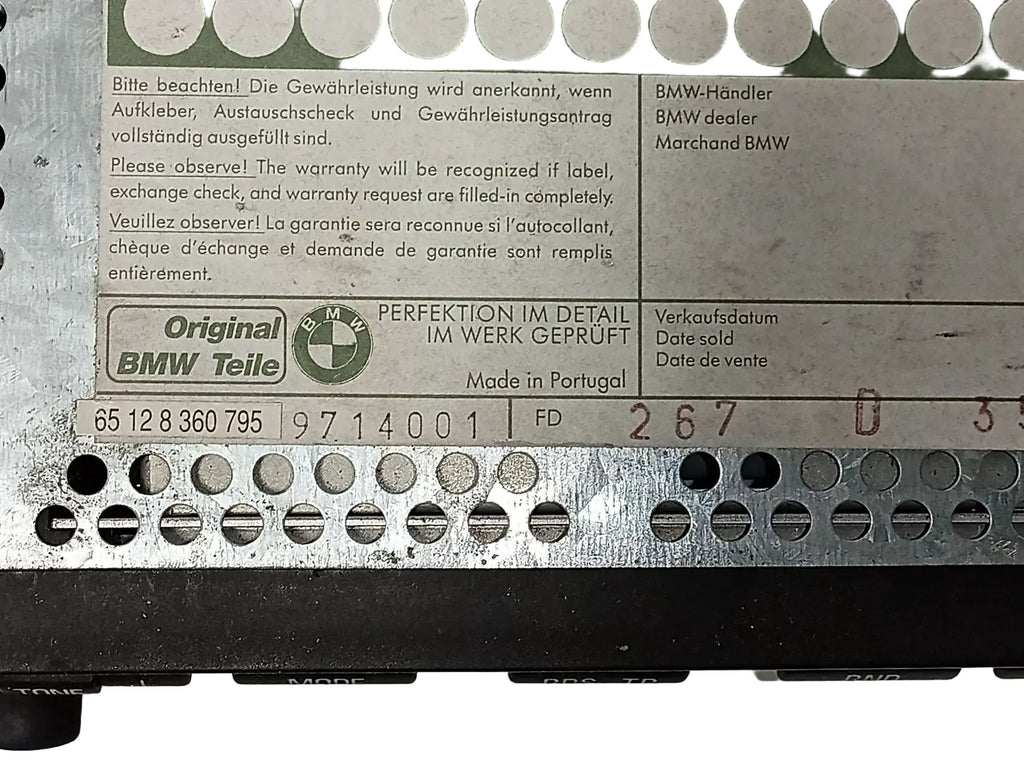 Bitte beachten! Die Gewährleistung wird anerkannt, wenn
Aufkleber, Austauschscheck und Gewährleistungsantrag
vollständig ausgefüllt sind.
Please observe! The warranty will be recognized if label,
exchange check, and warranty request are filled-in completely.
Veuillez observer! La garantie sera reconnue si l'autocollant,
chèque d'échange et demande de garantie sont remplis
entièrement.
BMW-Händler
BMW dealer
Marchand BMW
Original
BMW Teile
BMW
PERFEKTION IM DETAIL
IM WERK GEPRÜFT
Made in Portugal
Verkaufsdatum
Date sold
Date de vente
65 12 8 360 795
9714001
FD
267 D 35
TONE
MODE